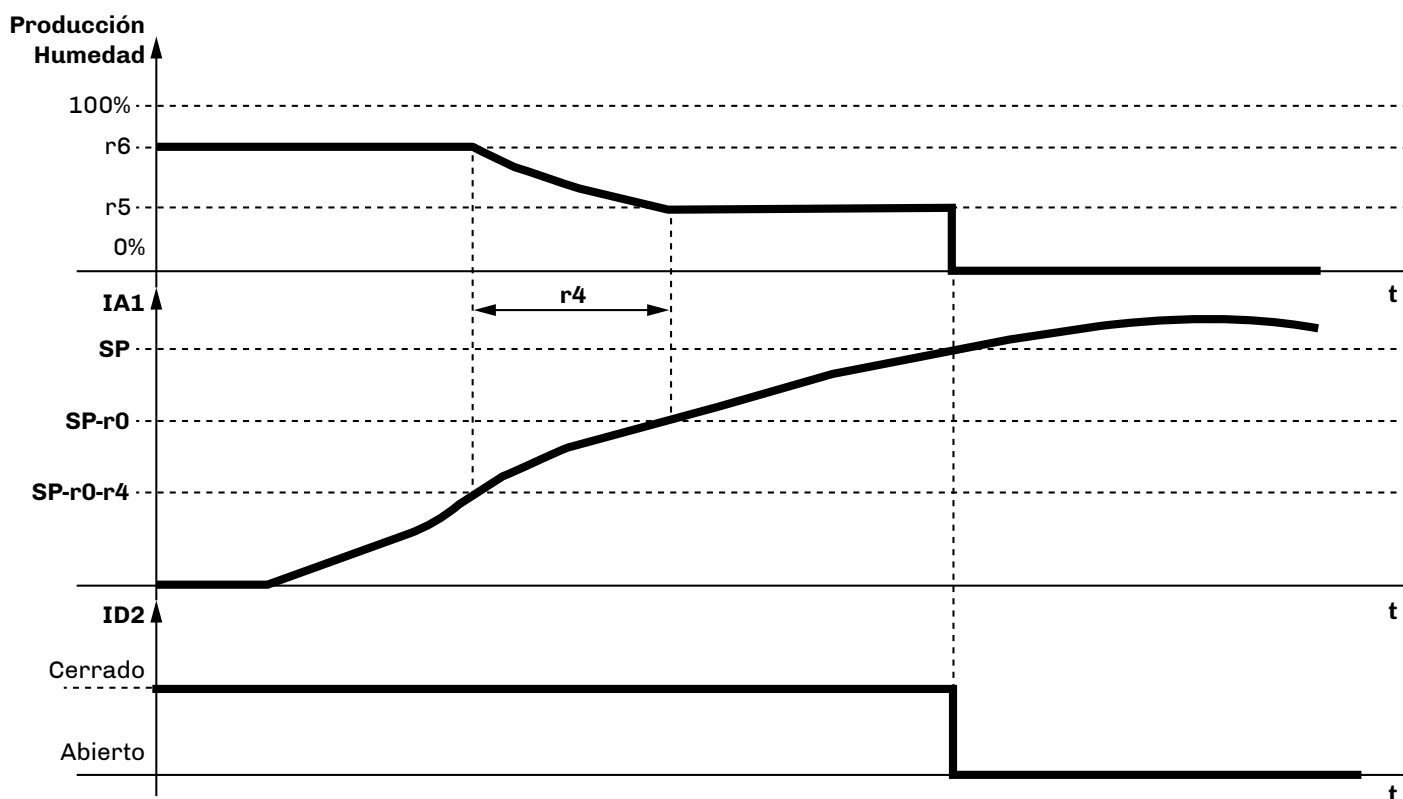 Producción
Humedad
100%
r6
r5
0%
t
IA1
r4
SP
SP-r0
SP-r0-r4
t
ID2
Cerrado
Abierto
t